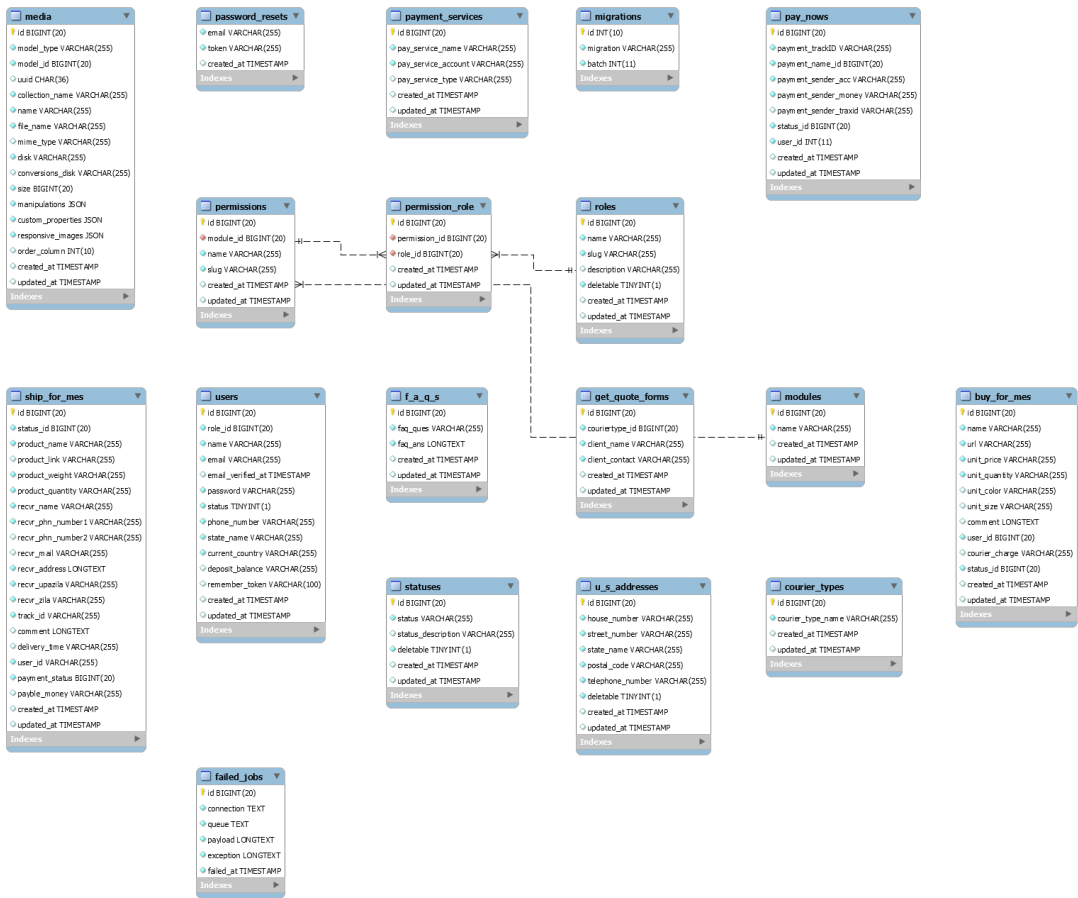 media
id BIGINT(20)
model_type VARCHAR(255)
model_id BIGINT(20)
uuid CHAR(36)
collection_name VARCHAR(255)
name VARCHAR(255)
file_name VARCHAR(255)
mime_type VARCHAR(255)
disk VARCHAR(255)
conversions_disk VARCHAR(255)
size BIGINT(20)
manipulations JSON
custom_properties JSON
responsive_images JSON
order_column INT(10)
created_at TIMESTAMP
updated_at TIMESTAMP
Indexes
password_resets
email VARCHAR(255)
token VARCHAR(255)
created_at TIMESTAMP
Indexes
payment_services
id BIGINT(20)
pay_service_name VARCHAR(255)
pay_service_account VARCHAR(255)
pay_service_type VARCHAR(255)
created_at TIMESTAMP
updated_at TIMESTAMP
Indexes
migrations
id INT(10)
migration VARCHAR(255)
batch INT(11)
Indexes
pay_nows
id BIGINT(20)
payment_trackID VARCHAR(255)
payment_name_id BIGINT(20)
payment_sender_acc VARCHAR(255)
payment_sender_money VARCHAR(255)
payment_sender_traxid VARCHAR(255)
status_id BIGINT(20)
user_id INT(11)
created_at TIMESTAMP
updated_at TIMESTAMP
Indexes
permissions
id BIGINT(20)
module_id BIGINT(20)
name VARCHAR(255)
slug VARCHAR(255)
created_at TIMESTAMP
updated_at TIMESTAMP
Indexes
permission_role
id BIGINT(20)
permission_id BIGINT(20)
role_id BIGINT(20)
created_at TIMESTAMP
updated_at TIMESTAMP
Indexes
roles
id BIGINT(20)
name VARCHAR(255)
slug VARCHAR(255)
description VARCHAR(255)
deletable TINYINT(1)
created_at TIMESTAMP
updated_at TIMESTAMP
Indexes
ship_for_mes
id BIGINT(20)
status_id BIGINT(20)
product_name VARCHAR(255)
product_link VARCHAR(255)
product_weight VARCHAR(255)
product_quantity VARCHAR(255)
recvr_name VARCHAR(255)
recvr_phn_number1 VARCHAR(255)
recvr_phn_number2 VARCHAR(255)
recvr_mail VARCHAR(255)
recvr_address LONGTEXT
recvr_upazila VARCHAR(255)
recvr_zila VARCHAR(255)
track_id VARCHAR(255)
comment LONGTEXT
delivery_time VARCHAR(255)
user_id VARCHAR(255)
payment_status BIGINT(20)
payble_money VARCHAR(255)
created_at TIMESTAMP
updated_at TIMESTAMP
Indexes
users
id BIGINT(20)
role_id BIGINT(20)
name VARCHAR(255)
email VARCHAR(255)
email_verified_at TIMESTAMP
password VARCHAR(255)
status TINYINT(1)
phone_number VARCHAR(255)
state_name VARCHAR(255)
current_country VARCHAR(255)
deposit_balance VARCHAR(255)
remember_token VARCHAR(100)
created_at TIMESTAMP
updated_at TIMESTAMP
Indexes
f_a_q_s
id BIGINT(20)
faq_ques VARCHAR(255)
faq_ans LONGTEXT
created_at TIMESTAMP
updated_at TIMESTAMP
Indexes
get_quote_forms
id BIGINT(20)
couriertype_id BIGINT(20)
client_name VARCHAR(255)
client_contact VARCHAR(255)
created_at TIMESTAMP
updated_at TIMESTAMP
Indexes
modules
id BIGINT(20)
name VARCHAR(255)
created_at TIMESTAMP
updated_at TIMESTAMP
Indexes
buy_for_mes
id BIGINT(20)
name VARCHAR(255)
url VARCHAR(255)
unit_price VARCHAR(255)
unit_quantity VARCHAR(255)
unit_color VARCHAR(255)
unit_size VARCHAR(255)
comment LONGTEXT
user_id BIGINT(20)
courier_charge VARCHAR(255)
status_id BIGINT(20)
created_at TIMESTAMP
updated_at TIMESTAMP
Indexes
statuses
id BIGINT(20)
status VARCHAR(255)
status_description VARCHAR(255)
deletable TINYINT(1)
created_at TIMESTAMP
updated_at TIMESTAMP
Indexes
u_s_addresses
id BIGINT(20)
house_number VARCHAR(255)
street_number VARCHAR(255)
state_name VARCHAR(255)
postal_code VARCHAR(255)
telephone_number VARCHAR(255)
deletable TINYINT(1)
created_at TIMESTAMP
updated_at TIMESTAMP
Indexes
courier_types
id BIGINT(20)
courier_type_name VARCHAR(255)
created_at TIMESTAMP
updated_at TIMESTAMP
Indexes
failed_jobs
id BIGINT(20)
connection TEXT
queue TEXT
payload LONGTEXT
exception LONGTEXT
failed_at TIMESTAMP
Indexes